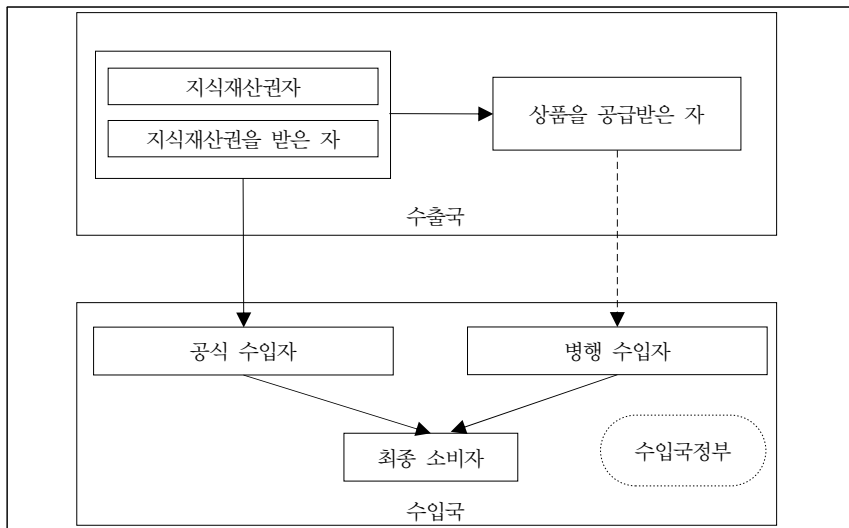 지식재산권자
지식재산권을 받은 자
상품을 공급받은 자
수출국
공식 수입자
병행 수입자
최종 소비자
수입국정부
수입국